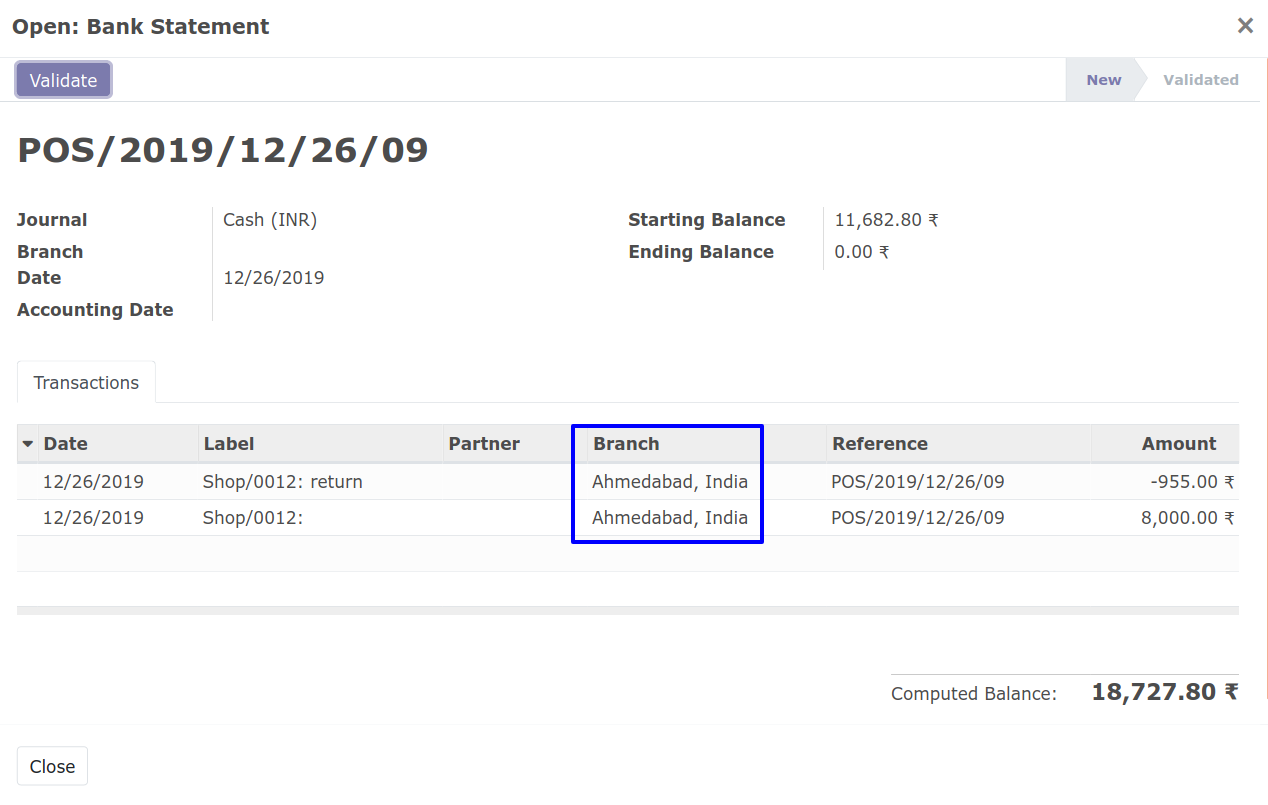 Open: Bank Statement ×
Validate New Validated
POS/2019/12/26/09
Journal Cash (INR) Starting Balance 11,682.80 ₹
Branch Ending Balance 0.00 ₹
Date 12/26/2019
Accounting Date
Transactions
Date Label Partner Branch Reference Amount
12/26/2019 Shop/0012: return Ahmedabad, India POS/2019/12/26/09 -955.00 ₹
12/26/2019 Shop/0012: Ahmedabad, India POS/2019/12/26/09 8,000.00 ₹
Computed Balance: 18,727.80 ₹
Close